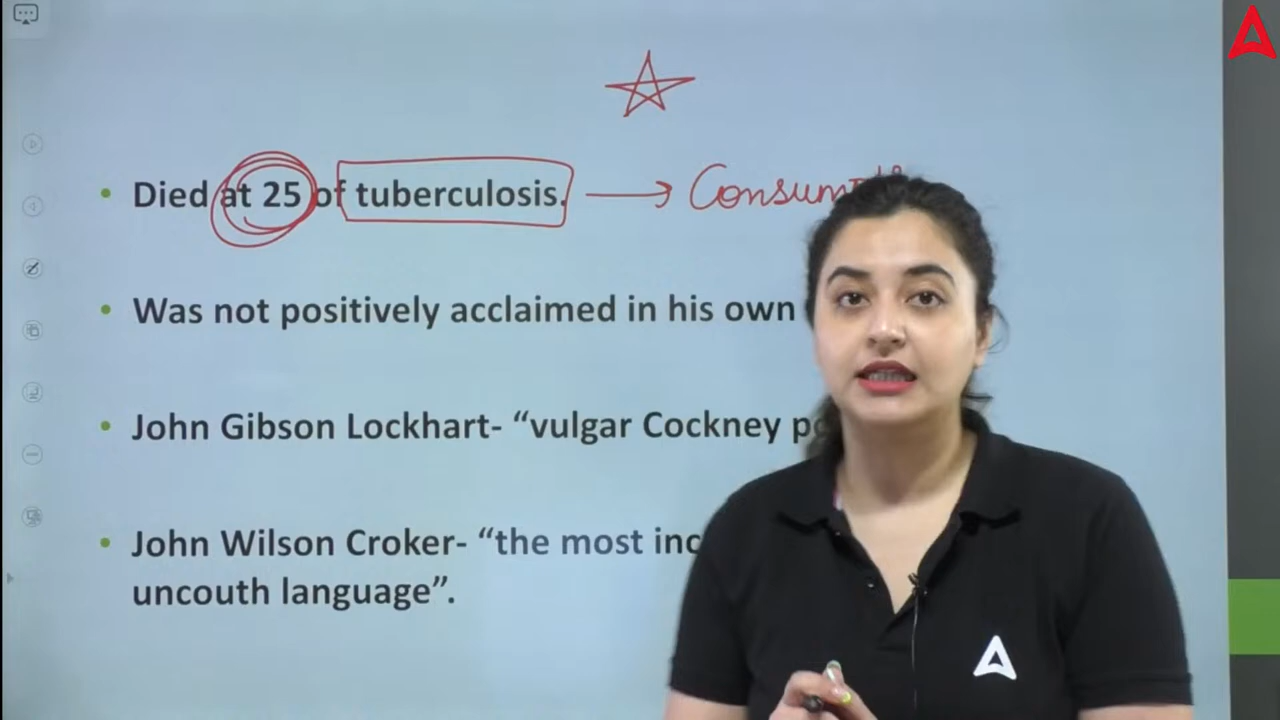 Died at 25 of tuberculosis.
Was not positively acclaimed in his own
John Gibson Lockhart- “vulgar Cockney
John Wilson Croker- “the most
uncouth language”.